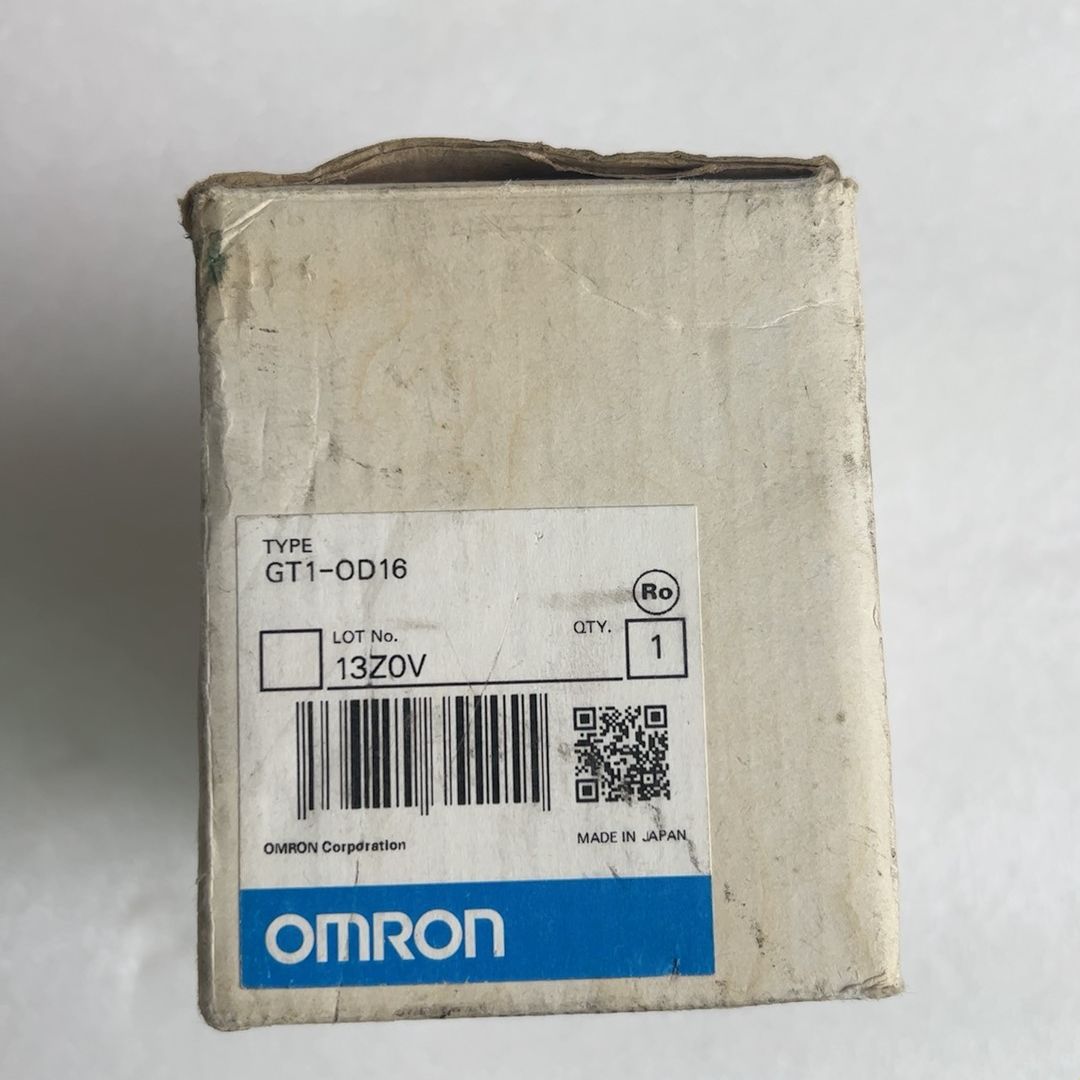 TYPE
GT1-OD16
Ro
LOT No.
QTY.
13Z0V
1
OMRON Corporation
MADE IN JAPAN
OMRON